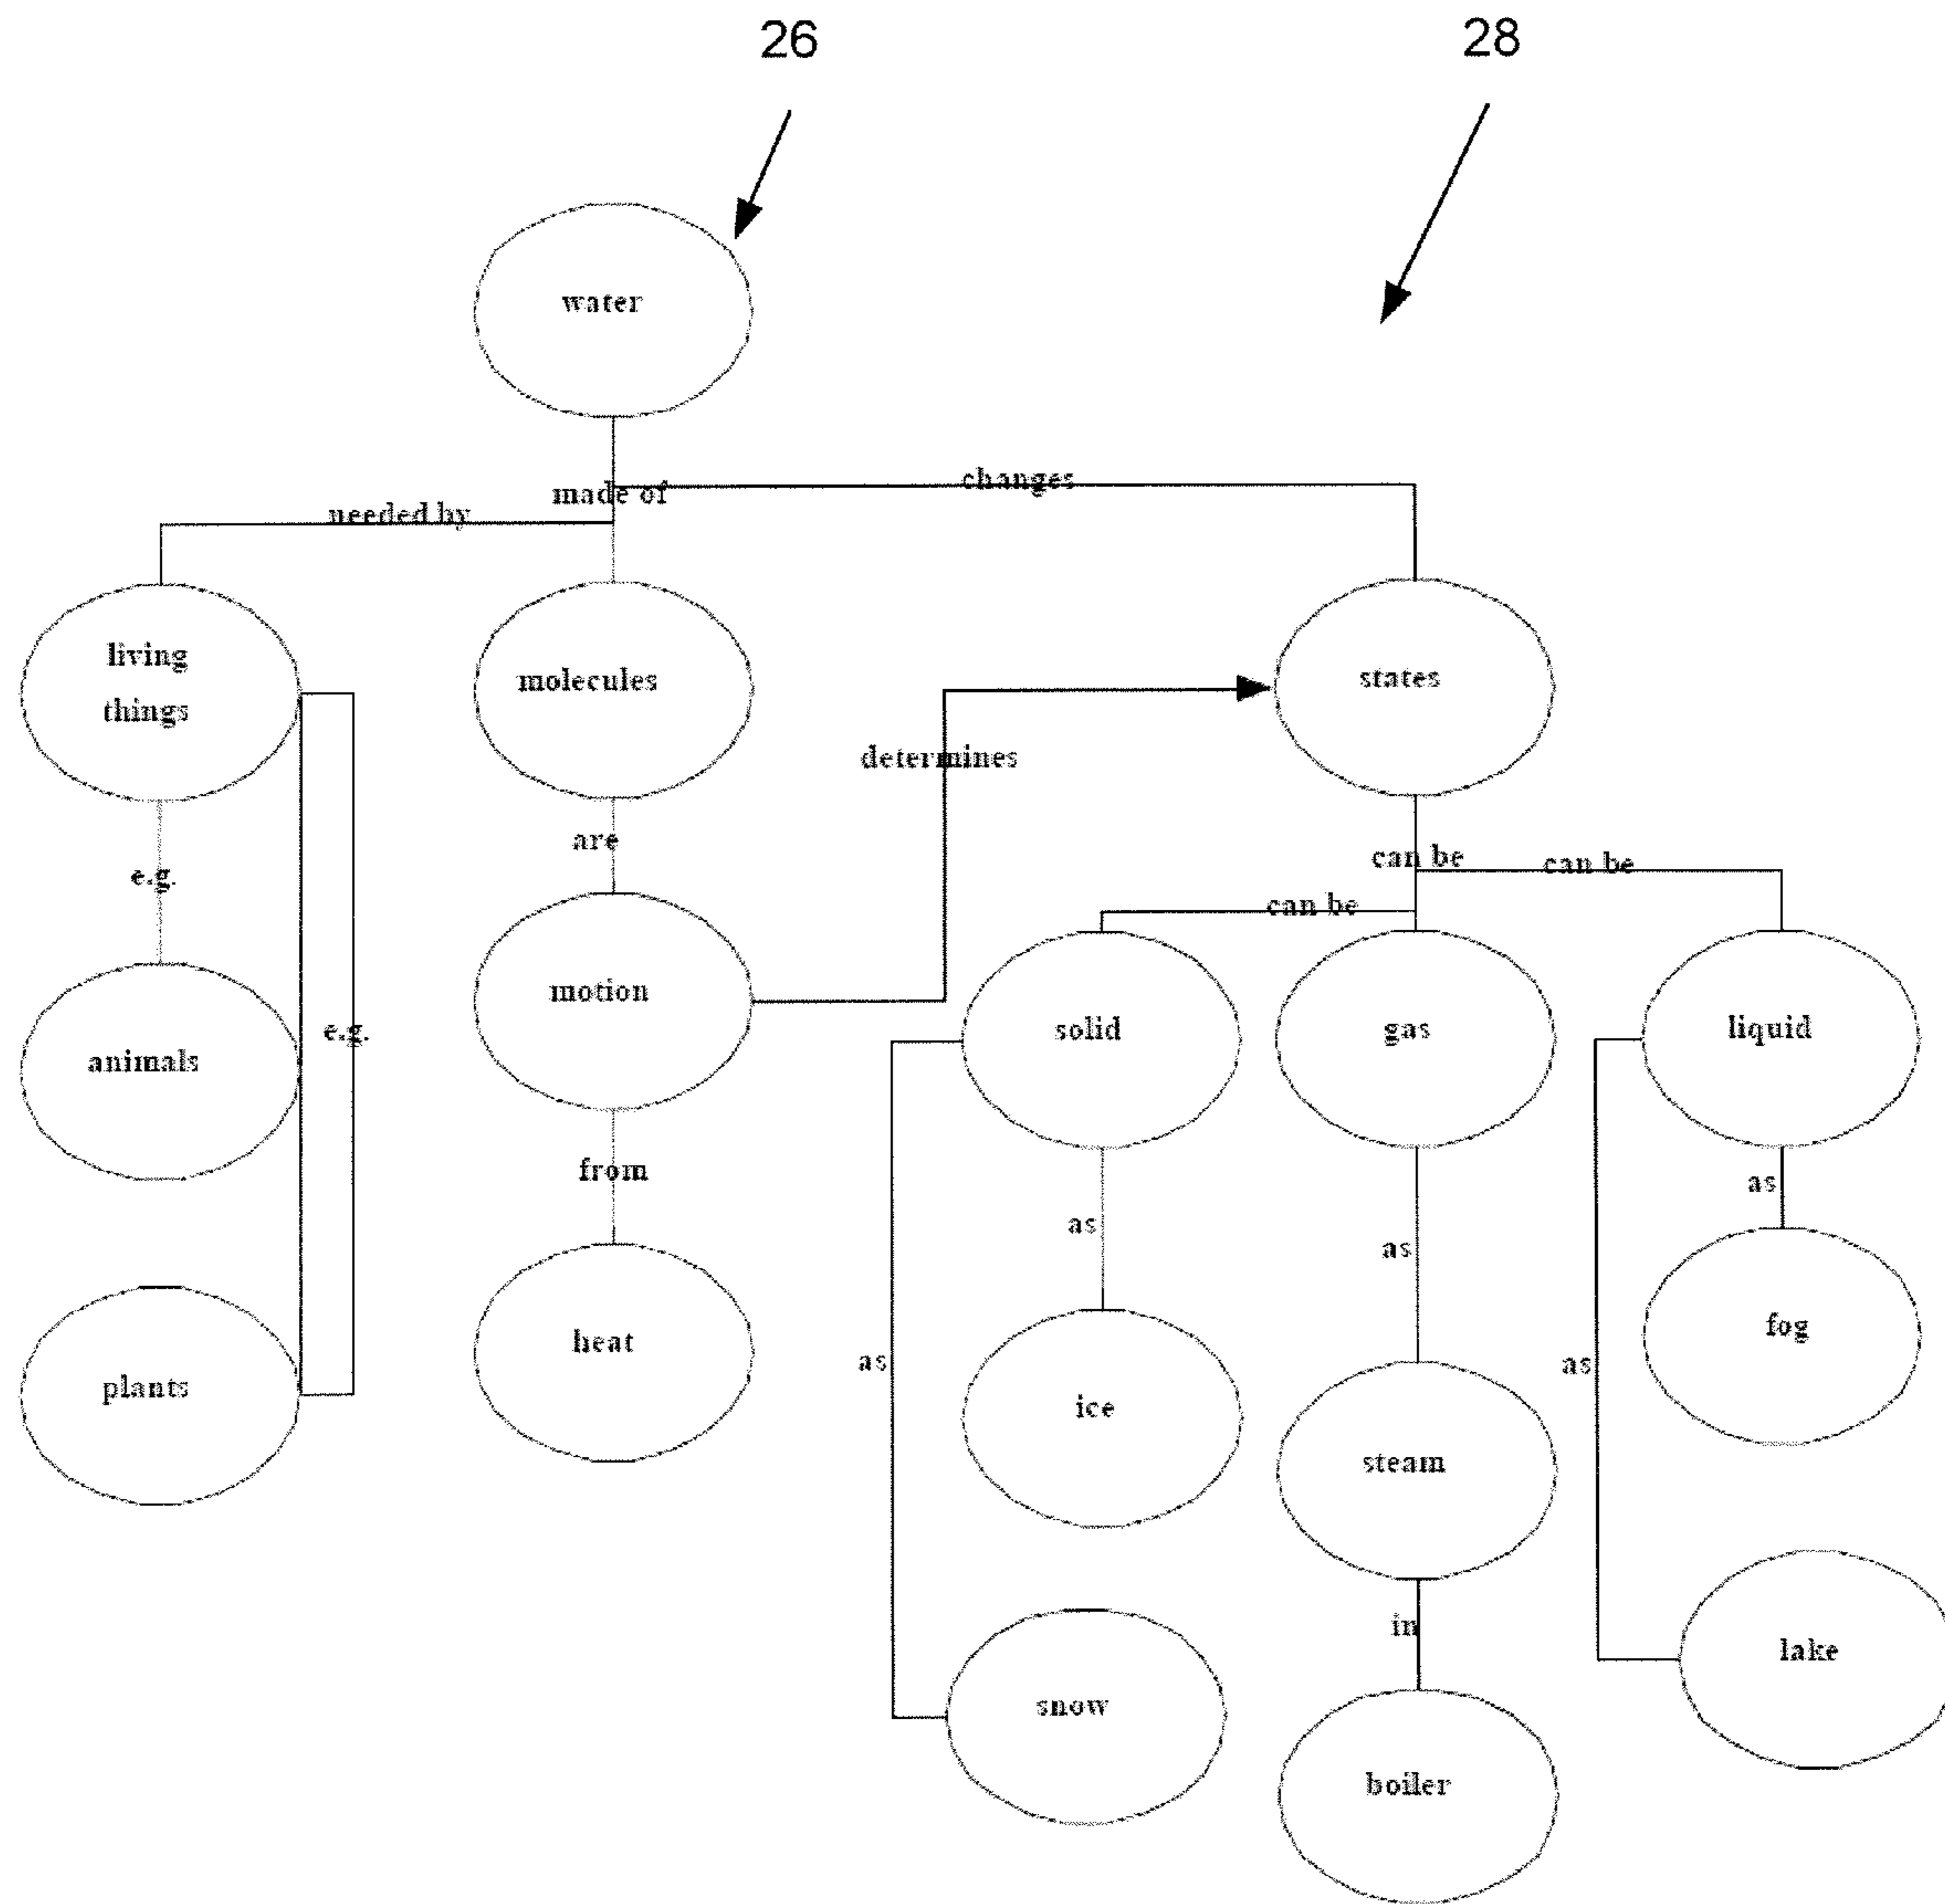 26
28
water
made of
changes
needed by
living
things
molecules
states
determines
are
can be
can be
can be
e.g.
motion
solid
gas
liquid
e.g.
animals
from
as
as
as
as
as
heat
fog
plants
ice
steam
in
snow
lake
boiler